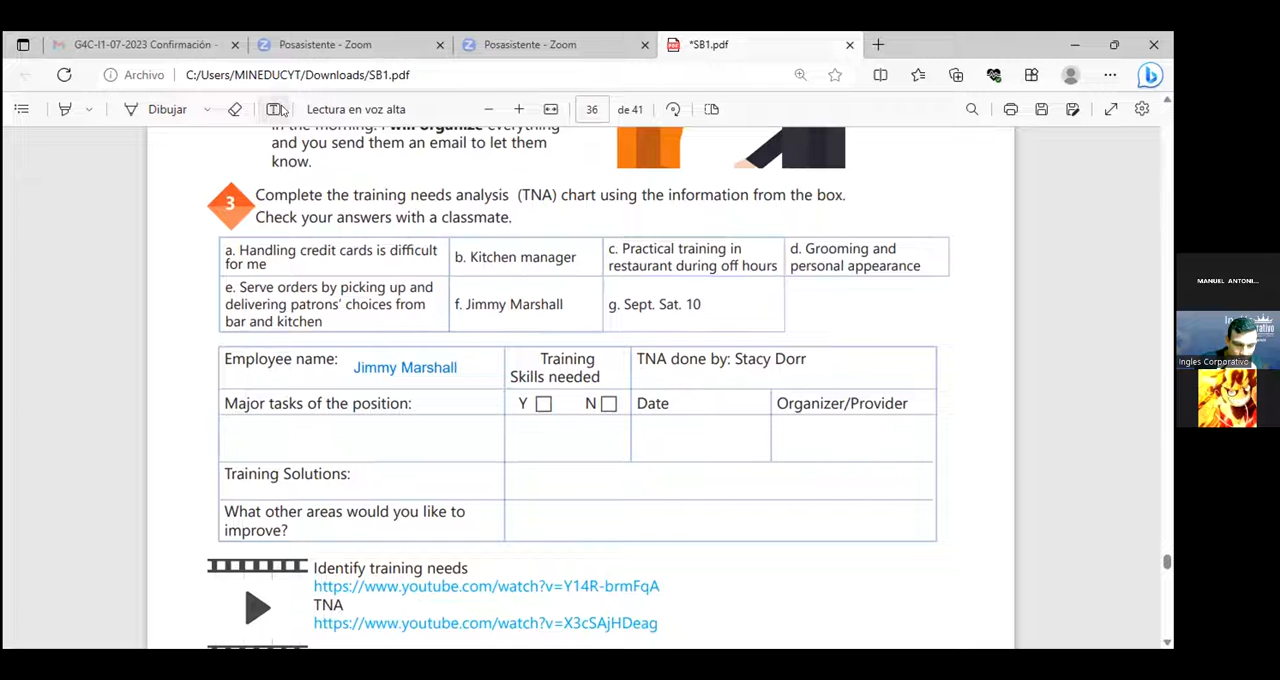 G4C-I1-07-2023 Confirmación -
Posasistente - Zoom
Posasistente - Zoom
*SB1.pdf
Archivo
C:/Users/MINEDUCYT/Downloads/SB1.pdf
Dibujar
Lectura en voz alta
36
de 41
in the morning. I will organize everything
and you send them an email to let them
know.
3
Complete the training needs analysis (TNA) chart using the information from the box.
Check your answers with a classmate.
a. Handling credit cards is difficult
for me
b. Kitchen manager
c. Practical training in
restaurant during off hours
d. Grooming and
personal appearance
e. Serve orders by picking up and
delivering patrons' choices from
bar and kitchen
f. Jimmy Marshall
g. Sept. Sat. 10
Employee name:
Jimmy Marshall
Training
Skills needed
TNA done by: Stacy Dorr
Major tasks of the position:
Y
N
Date
Organizer/Provider
Training Solutions:
What other areas would you like to
improve?
Identify training needs
https://www.youtube.com/watch?v=Y14R-brmFqA
TNA
https://www.youtube.com/watch?v=X3cSAjHDeag
MANUEL ANTONI...
Ingles Corporativo